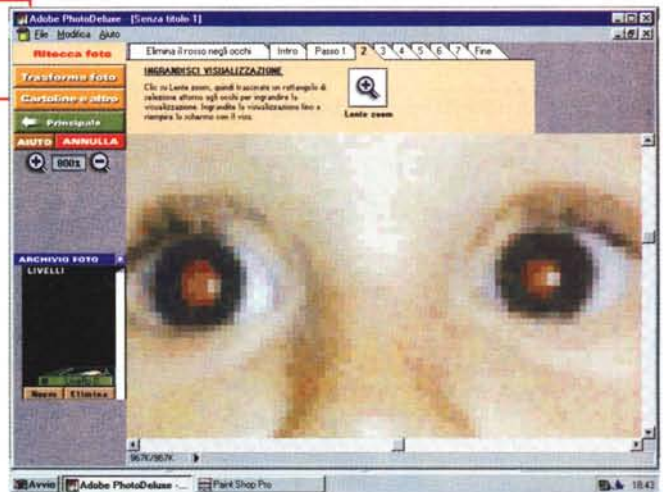 Adobe PhotoDeluxe - [Senza titolo 1]
File Modifica Aiuto
Ritocca foto
Elimina il rosso negli occhi Intro Passo 1 2 3 4 5 6 7 Fine
Trasforma foto
Cartoline e altro
Principale
AIUTO ANNULLA
800%
INGRANDISCI VISUALIZZAZIONE
Clic su Lente zoom, quindi trascinate un rettangolo di
selezione attorno agli occhi per ingrandire la
visualizzazione. Ingrandite la visualizzazione fino a
riempire lo schermo con il viso.
Lente zoom
ARCHIVIO FOTO
LIVELLI
Nuovo Elimina
967K/967K
Avvio Adobe PhotoDeluxe -... Paint Shop Pro 18.43